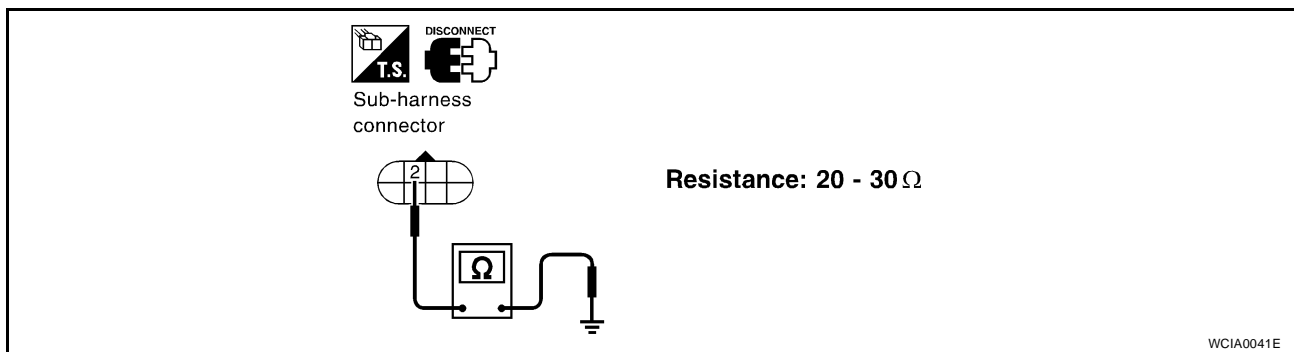 DISCONNECT
T.S.
Sub-harness
connector
2
Resistance: 20 - 30 Ω
Ω
WCIA0041E